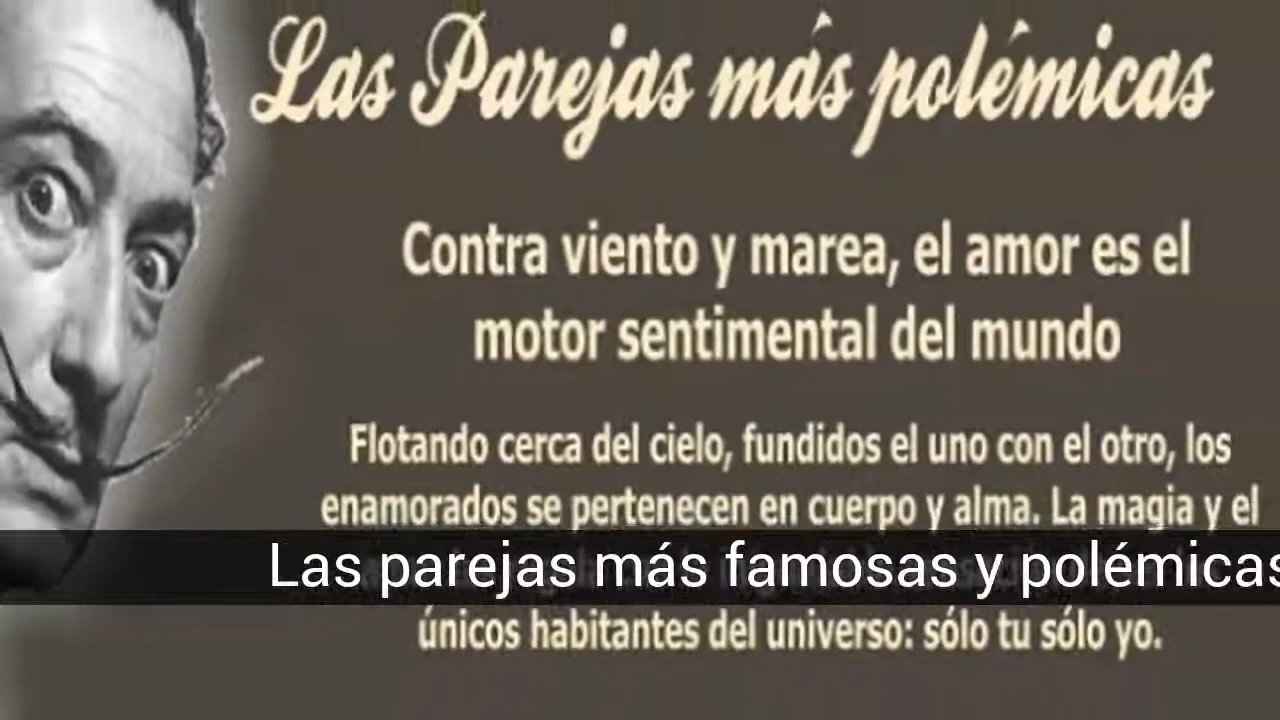 Las Parejas más polémicas
Contra viento y marea, el amor es el
motor sentimental del mundo
Flotando cerca del cielo, fundidos el uno con el otro, los
enamorados se pertenecen en cuerpo y alma. La magia y el
Las parejas más famosas y polémicas
únicos habitantes del universo: sólo tu sólo yo.